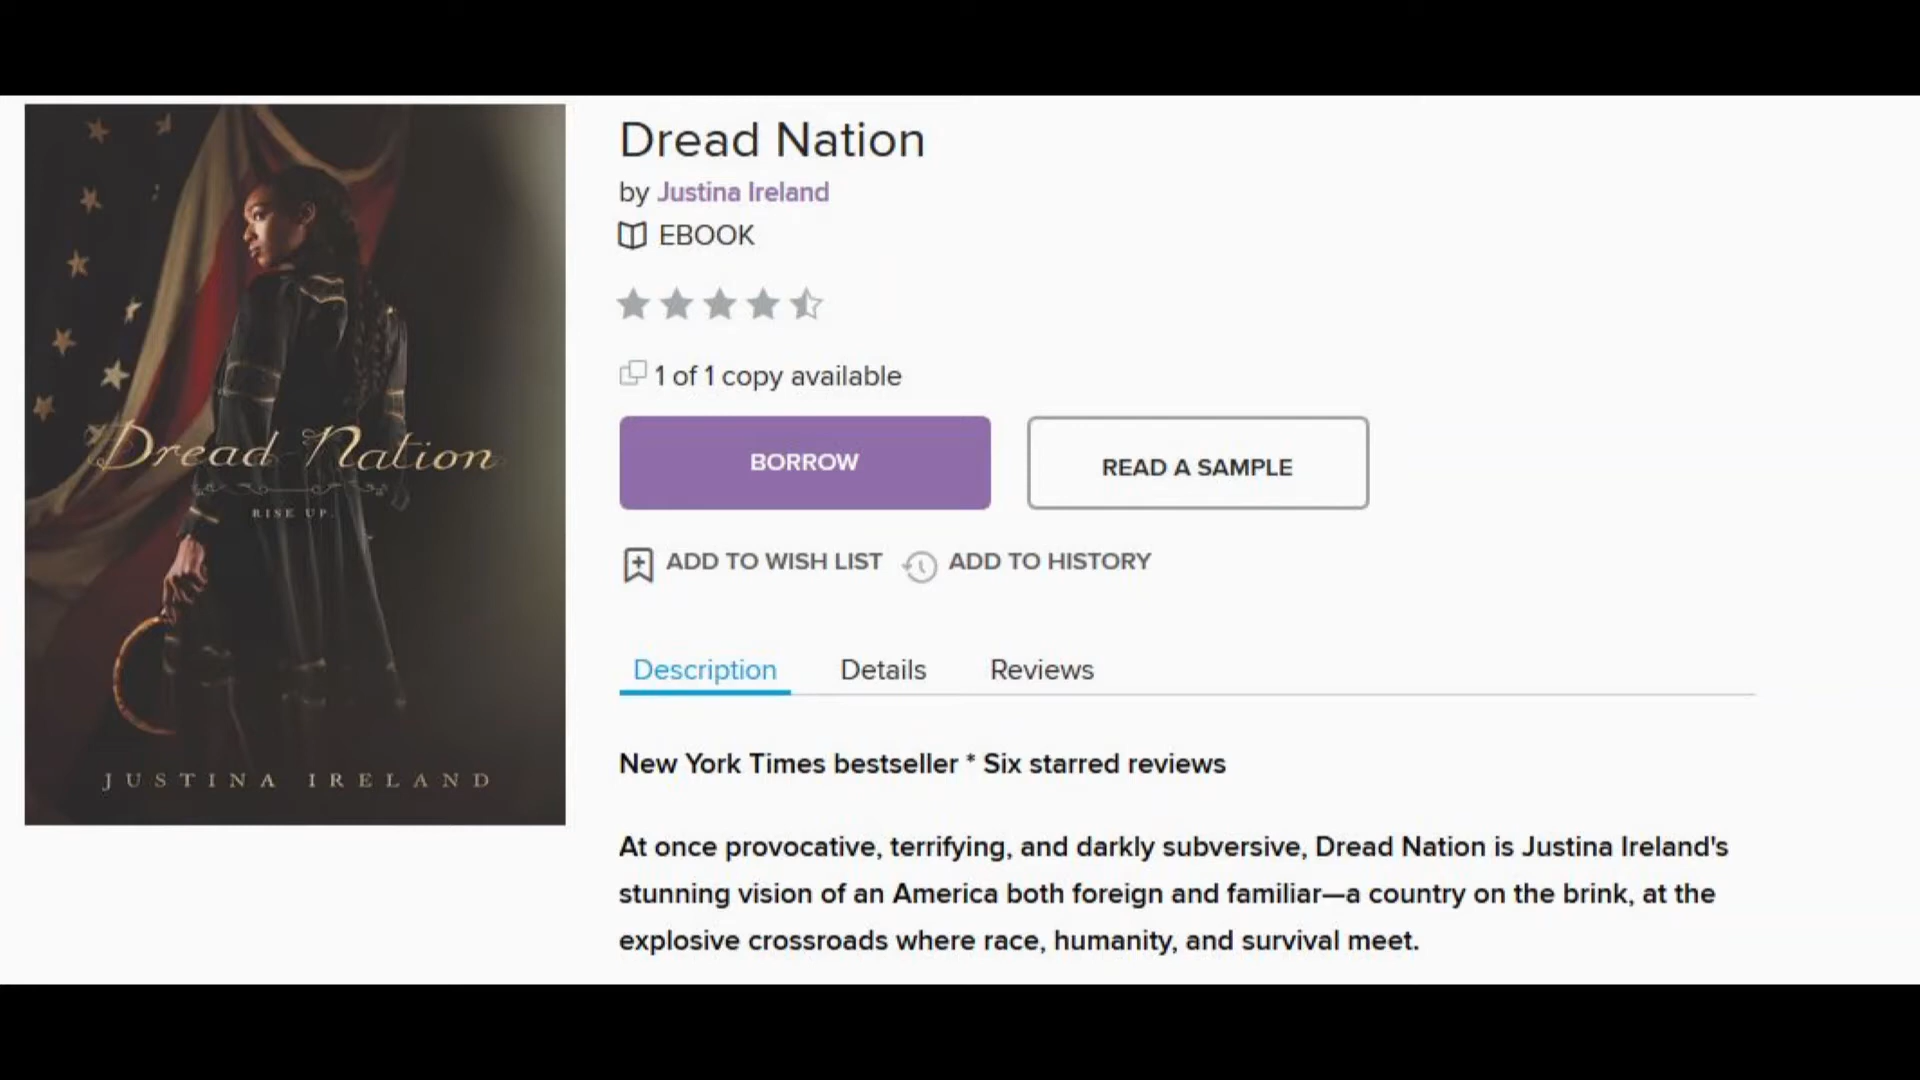 Dread Nation
RISE UP.
JUSTINA IRELAND
Dread Nation
by Justina Ireland
EBOOK
1 of 1 copy available
BORROW
READ A SAMPLE
ADD TO WISH LIST
ADD TO HISTORY
Description
Details
Reviews
New York Times bestseller * Six starred reviews
At once provocative, terrifying, and darkly subversive, Dread Nation is Justina Ireland's
stunning vision of an America both foreign and familiar—a country on the brink, at the
explosive crossroads where race, humanity, and survival meet.